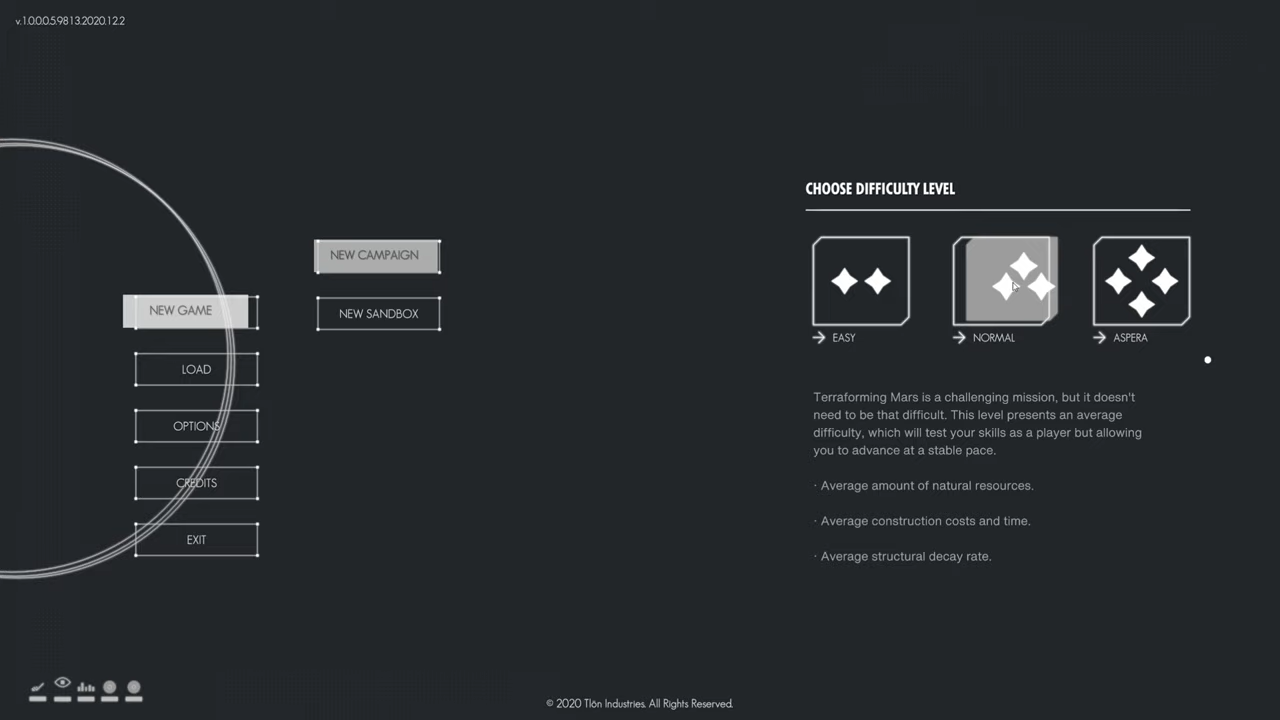 v.1.0.0.0.5.9813.2020.12.2
NEW GAME
LOAD
OPTIONS
CREDITS
EXIT
NEW CAMPAIGN
NEW SANDBOX
CHOOSE DIFFICULTY LEVEL
EASY
NORMAL
ASPERA
Terraforming Mars is a challenging mission, but it doesn't
need to be that difficult. This level presents an average
difficulty, which will test your skills as a player but allowing
you to advance at a stable pace.
· Average amount of natural resources.
· Average construction costs and time.
· Average structural decay rate.
© 2020 Tlön Industries. All Rights Reserved.